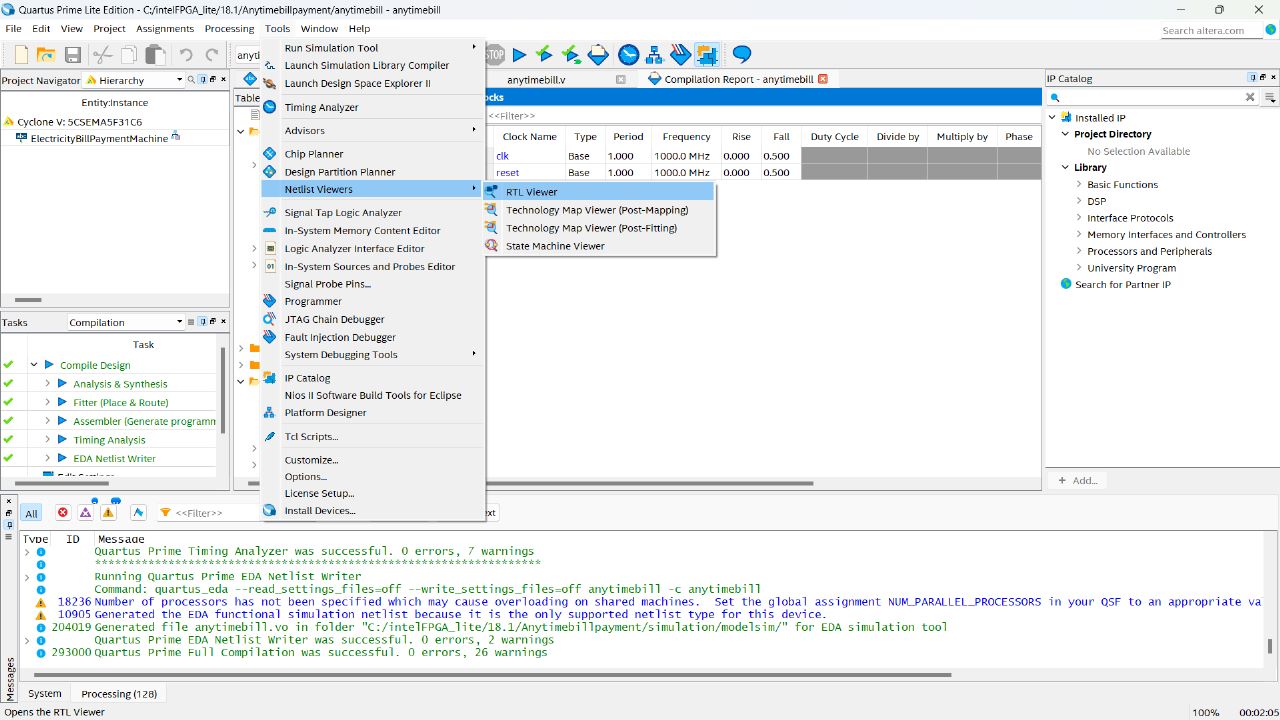 Quartus Prime Lite Edition - C:/intelFPGA_lite/18.1/Anytimebillpayment/anytimebill - anytimebill
File Edit View Project Assignments Processing Tools Window Help
Search altera.com
anyti
STOP
Project Navigator Hierarchy
Entity:Instance
Cyclone V: 5CSEMA5F31C6
ElectricityBillPaymentMachine
Tasks Compilation
Task
Compile Design
Analysis & Synthesis
Fitter (Place & Route)
Assembler (Generate programm
Timing Analysis
EDA Netlist Writer
Table
Run Simulation Tool
Launch Simulation Library Compiler
Launch Design Space Explorer II
Timing Analyzer
Advisors
Chip Planner
Design Partition Planner
Netlist Viewers
Signal Tap Logic Analyzer
In-System Memory Content Editor
Logic Analyzer Interface Editor
In-System Sources and Probes Editor
Signal Probe Pins...
Programmer
JTAG Chain Debugger
Fault Injection Debugger
System Debugging Tools
IP Catalog
Nios II Software Build Tools for Eclipse
Platform Designer
Tcl Scripts...
Customize...
Options...
License Setup...
Install Devices...
RTL Viewer
Technology Map Viewer (Post-Mapping)
Technology Map Viewer (Post-Fitting)
State Machine Viewer
anytimebill.v
Compilation Report - anytimebill
ocks
<<Filter>>
Clock Name Type Period Frequency Rise Fall Duty Cycle Divide by Multiply by Phase
clk Base 1.000 1000.0 MHz 0.000 0.500
reset Base 1.000 1000.0 MHz 0.000 0.500
IP Catalog
Installed IP
Project Directory
No Selection Available
Library
Basic Functions
DSP
Interface Protocols
Memory Interfaces and Controllers
Processors and Peripherals
University Program
Search for Partner IP
+ Add...
All
<<Filter>>
ext
Type ID Message
Quartus Prime Timing Analyzer was successful. 0 errors, 7 warnings
*******************************************************************
Running Quartus Prime EDA Netlist Writer
Command: quartus_eda --read_settings_files=off --write_settings_files=off anytimebill -c anytimebill
18236 Number of processors has not been specified which may cause overloading on shared machines. Set the global assignment NUM_PARALLEL_PROCESSORS in your QSF to an appropriate va
10905 Generated the EDA functional simulation netlist because it is the only supported netlist type for this device.
204019 Generated file anytimebill.vo in folder "C:/intelFPGA_lite/18.1/Anytimebillpayment/simulation/modelsim/" for EDA simulation tool
Quartus Prime EDA Netlist Writer was successful. 0 errors, 2 warnings
293000 Quartus Prime Full Compilation was successful. 0 errors, 26 warnings
Messages
System Processing (128)
Opens the RTL Viewer
100% 00:02:05